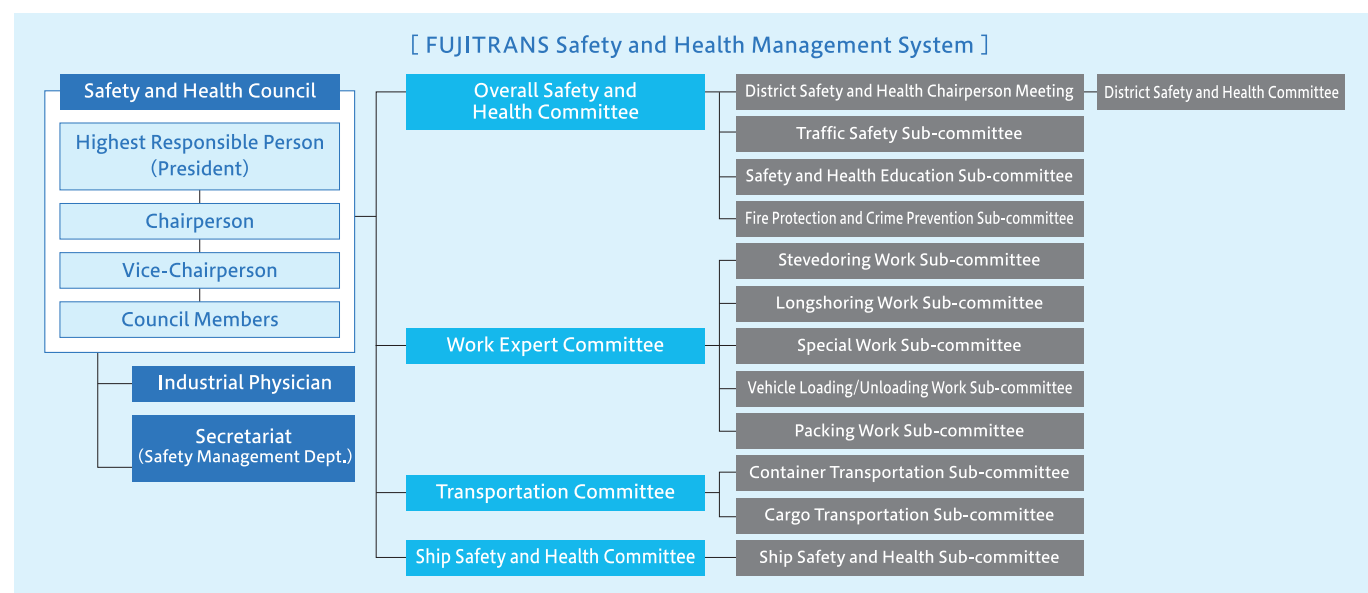 [ FUJITRANS Safety and Health Management System ]
Safety and Health Council
Highest Responsible Person
(President)
Chairperson
Vice-Chairperson
Council Members
Industrial Physician
Secretariat
(Safety Management Dept.)
Overall Safety and
Health Committee
District Safety and Health Chairperson Meeting
District Safety and Health Committee
Traffic Safety Sub-committee
Safety and Health Education Sub-committee
Fire Protection and Crime Prevention Sub-committee
Work Expert Committee
Stevedoring Work Sub-committee
Longshoring Work Sub-committee
Special Work Sub-committee
Vehicle Loading/Unloading Work Sub-committee
Packing Work Sub-committee
Transportation Committee
Container Transportation Sub-committee
Cargo Transportation Sub-committee
Ship Safety and Health Committee
Ship Safety and Health Sub-committee